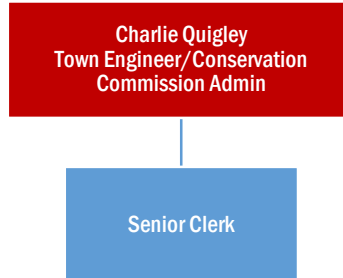 Charlie Quigley
Town Engineer/Conservation
Commission Admin
Senior Clerk